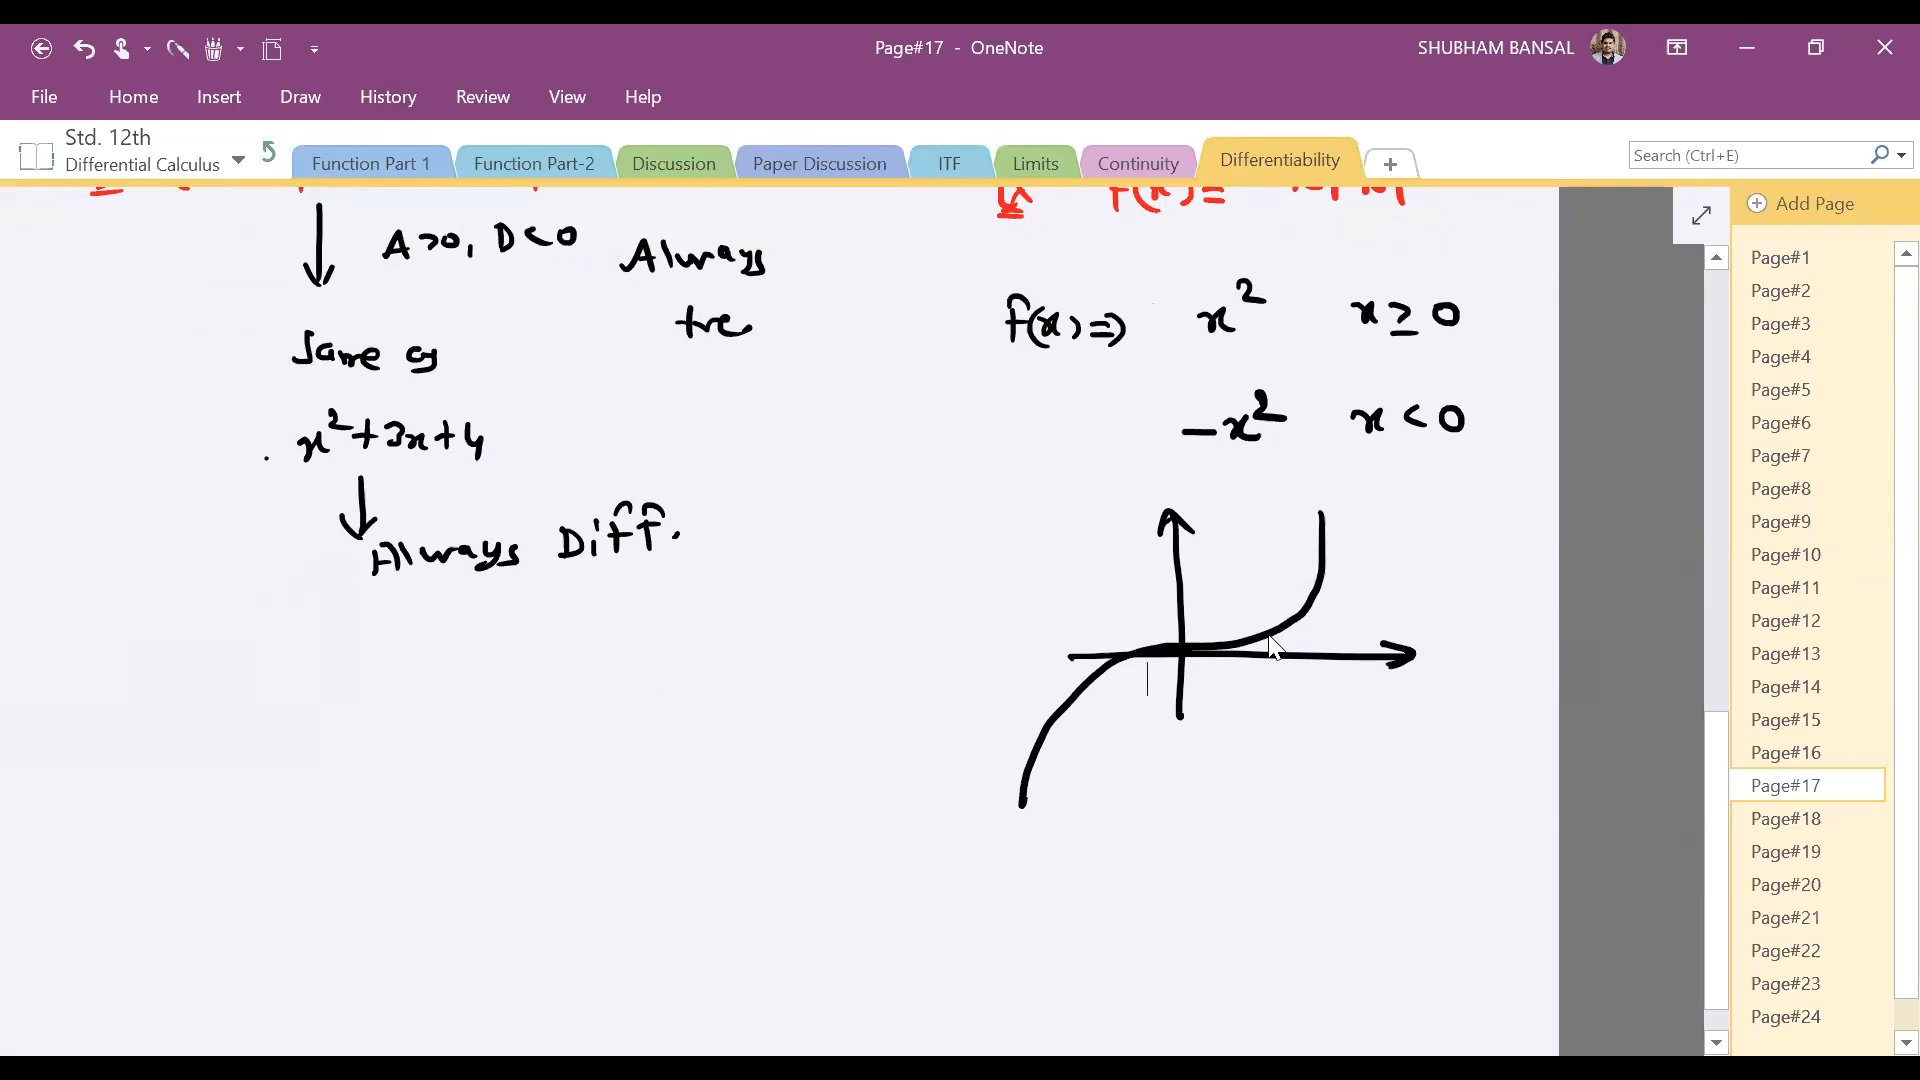 Page#17 - OneNote
SHUBHAM BANSAL
File Home Insert Draw History Review View Help
Std. 12th
Differential Calculus
Function Part 1
Function Part-2
Discussion
Paper Discussion
ITF
Limits
Continuity
Differentiability
Search (Ctrl+E)
Add Page
A>0, D<0
Always
+ve
Same as
x²+3x+4
Always Diff.
f(x)⇒ x² x ≥ 0
-x² x < 0
Page#1
Page#2
Page#3
Page#4
Page#5
Page#6
Page#7
Page#8
Page#9
Page#10
Page#11
Page#12
Page#13
Page#14
Page#15
Page#16
Page#17
Page#18
Page#19
Page#20
Page#21
Page#22
Page#23
Page#24